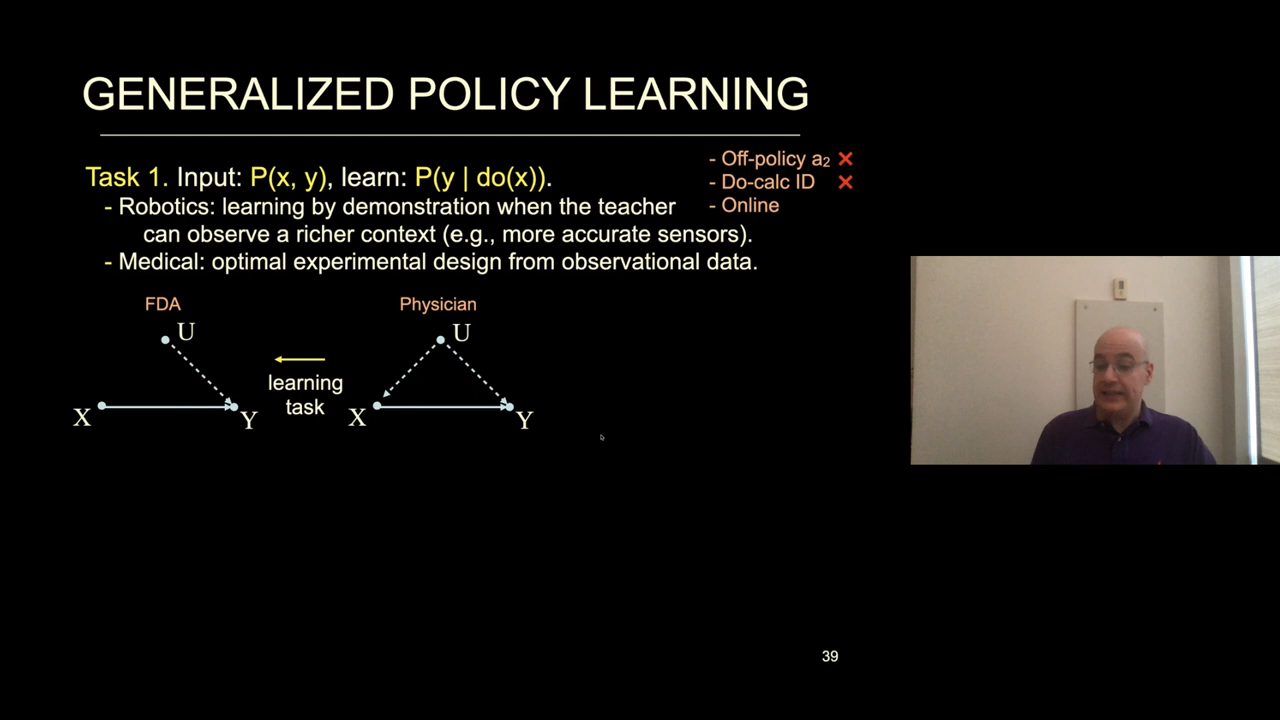 GENERALIZED POLICY LEARNING
- Off-policy a₂ ✕
Task 1. Input: P(x, y), learn: P(y | do(x)).
- Do-calc ID ✕
- Robotics: learning by demonstration when the teacher
- Online
can observe a richer context (e.g., more accurate sensors).
- Medical: optimal experimental design from observational data.
FDA
Physician
U
U
learning
task
X
Y
X
Y
39